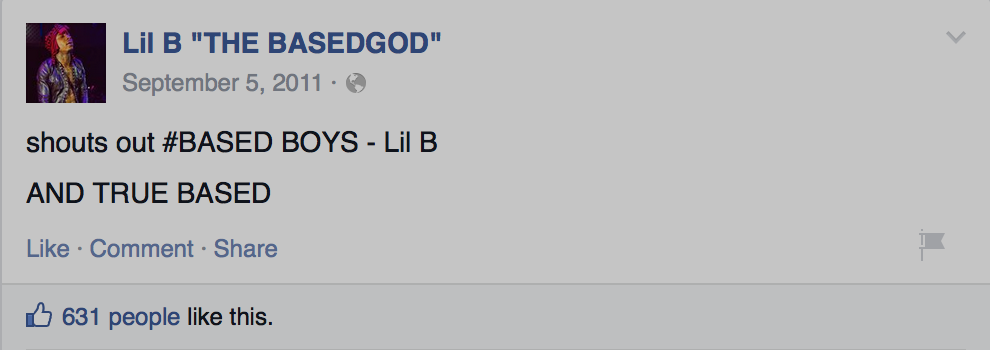 Lil B "THE BASEDGOD"
September 5, 2011 ·
shouts out #BASED BOYS - Lil B
AND TRUE BASED
Like · Comment · Share
631 people like this.